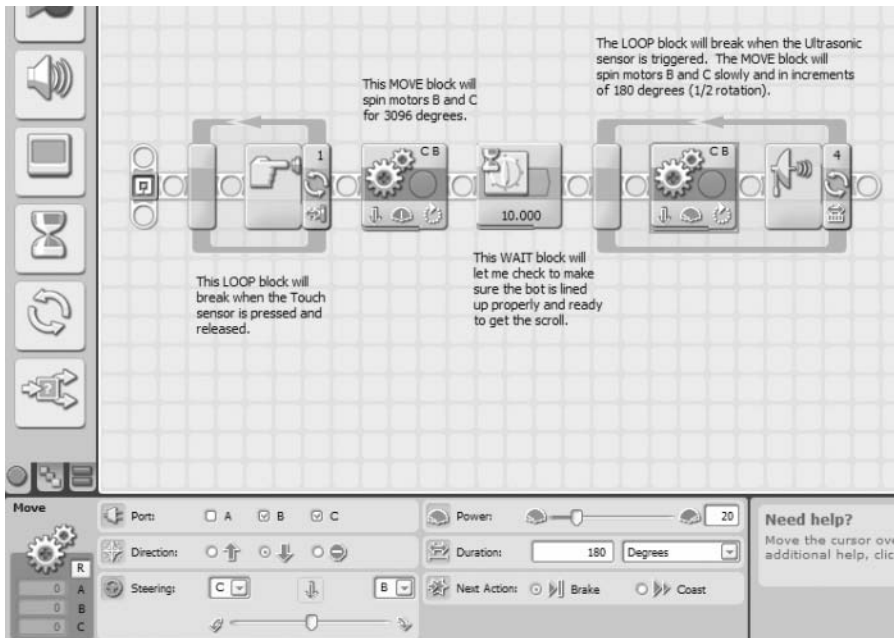 The LOOP block will break when the Ultrasonic
sensor is triggered. The MOVE block will
spin motors B and C slowly and in increments
of 180 degrees (1/2 rotation).
This MOVE block will
spin motors B and C
for 3096 degrees.
1
C B
10.000
C B
4
This LOOP block will
break when the Touch
sensor is pressed and
released.
This WAIT block will
let me check to make
sure the bot is lined
up properly and ready
to get the scroll.
Move
R
0 A
0 B
0 C
Port: A B C
Direction:
Steering: C B
Power: 20
Duration: 180 Degrees
Next Action: Brake Coast
Need help?
Move the cursor ove
additional help, clic